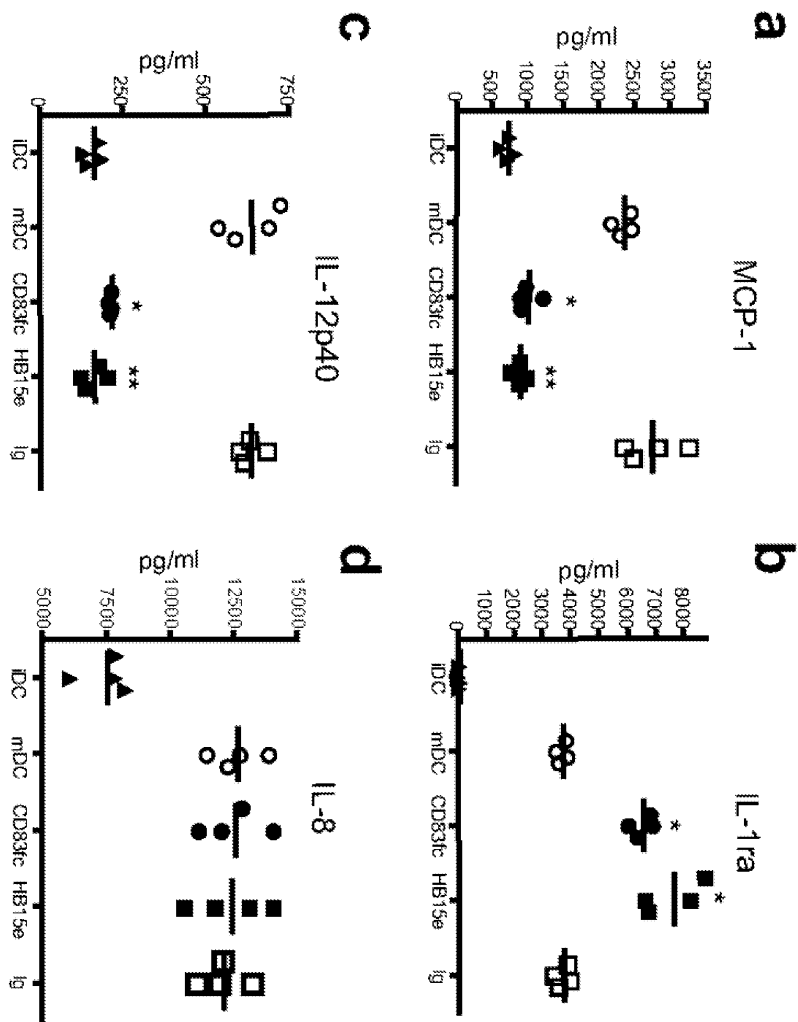 a
MCP-1
pg/ml
3500
3000
2500
2000
1500
1000
500
0
*
**
iDC mDC CD83fc HB15e Ig
b
IL-1ra
pg/ml
8000
7000
6000
5000
4000
3000
2000
1000
0
*
*
iDC mDC CD83fc HB15e Ig
c
IL-12p40
pg/ml
750
500
250
0
*
**
iDC mDC CD83fc HB15e Ig
d
IL-8
pg/ml
15000
12500
10000
7500
5000
iDC mDC CD83fc HB15e Ig